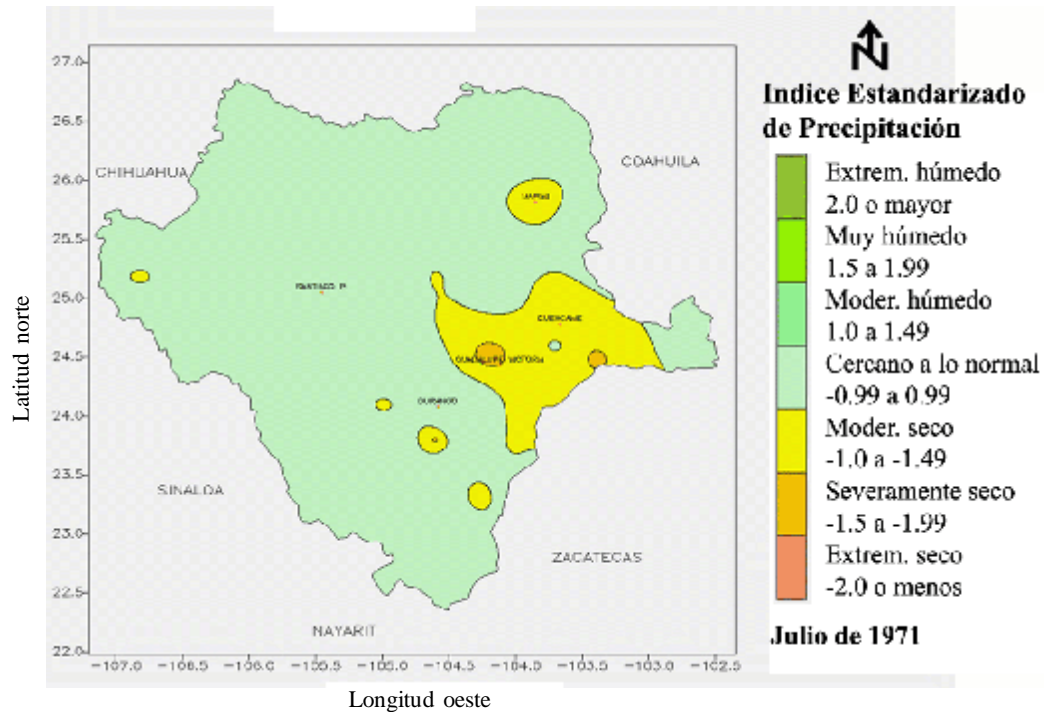 27.0
26.5
26.0
25.5
25.0
24.5
24.0
23.5
23.0
22.5
22.0
Latitud norte
CHIHUAHUA
COAHUILA
MAPIMI
SANTIAGO P
CUENCAME
GUADALUPE VICTORIA
DURANGO
SINALOA
ZACATECAS
NAYARIT
-107.0 -106.5 -106.0 -105.5 -105.0 -104.5 -104.0 -103.5 -103.0 -102.5
Longitud oeste
N
Indice Estandarizado
de Precipitación
Extrem. húmedo
2.0 o mayor
Muy húmedo
1.5 a 1.99
Moder. húmedo
1.0 a 1.49
Cercano a lo normal
-0.99 a 0.99
Moder. seco
-1.0 a -1.49
Severamente seco
-1.5 a -1.99
Extrem. seco
-2.0 o menos
Julio de 1971